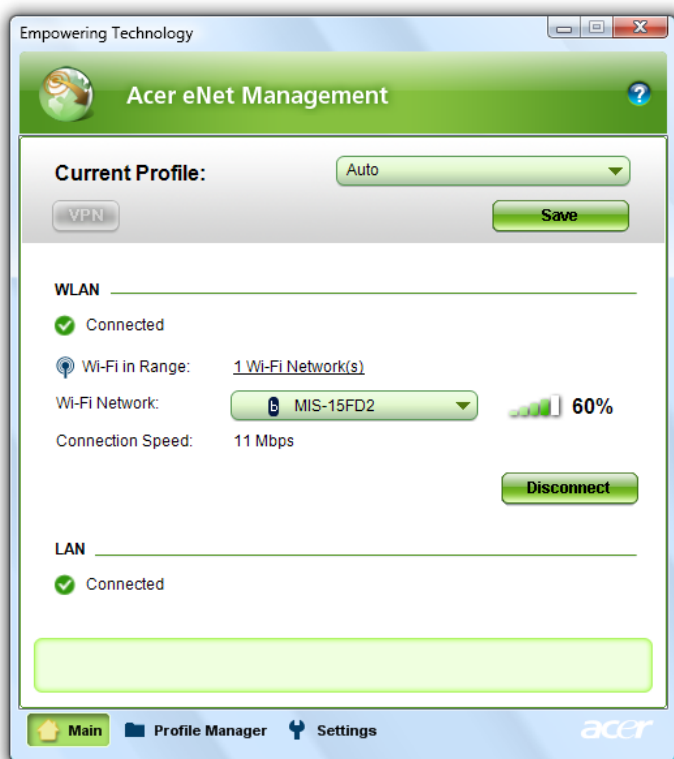 Empowering Technology
Acer eNet Management
?
Current Profile: Auto
VPN Save
WLAN
Connected
Wi-Fi in Range: 1 Wi-Fi Network(s)
Wi-Fi Network: b MIS-15FD2 60%
Connection Speed: 11 Mbps
Disconnect
LAN
Connected
Main Profile Manager Settings acer